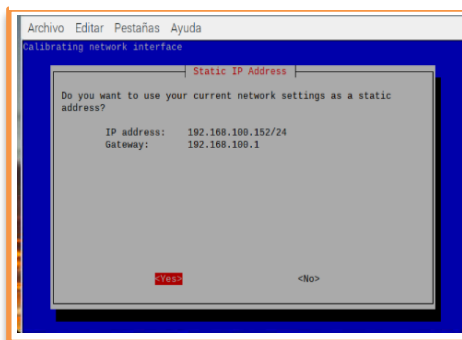 Archivo Editar Pestañas Ayuda
Calibrating network interface
Static IP Address
Do you want to use your current network settings as a static
address?
IP address: 192.168.100.152/24
Gateway: 192.168.100.1
<Yes> <No>